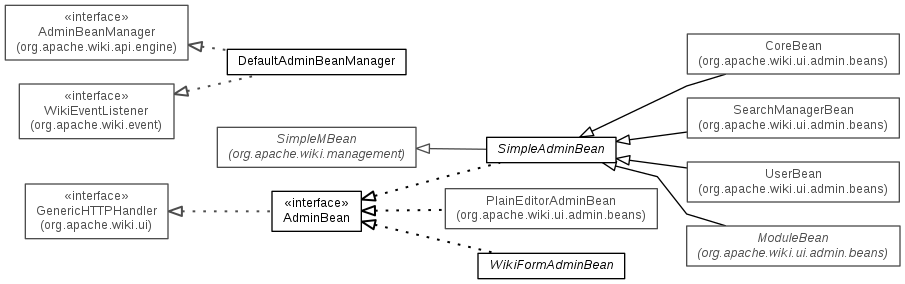 «interface»
AdminBeanManager
(org.apache.wiki.api.engine)
DefaultAdminBeanManager
«interface»
WikiEventListener
(org.apache.wiki.event)
SimpleMBean
(org.apache.wiki.management)
«interface»
GenericHTTPHandler
(org.apache.wiki.ui)
«interface»
AdminBean
SimpleAdminBean
PlainEditorAdminBean
(org.apache.wiki.ui.admin.beans)
WikiFormAdminBean
CoreBean
(org.apache.wiki.ui.admin.beans)
SearchManagerBean
(org.apache.wiki.ui.admin.beans)
UserBean
(org.apache.wiki.ui.admin.beans)
ModuleBean
(org.apache.wiki.ui.admin.beans)